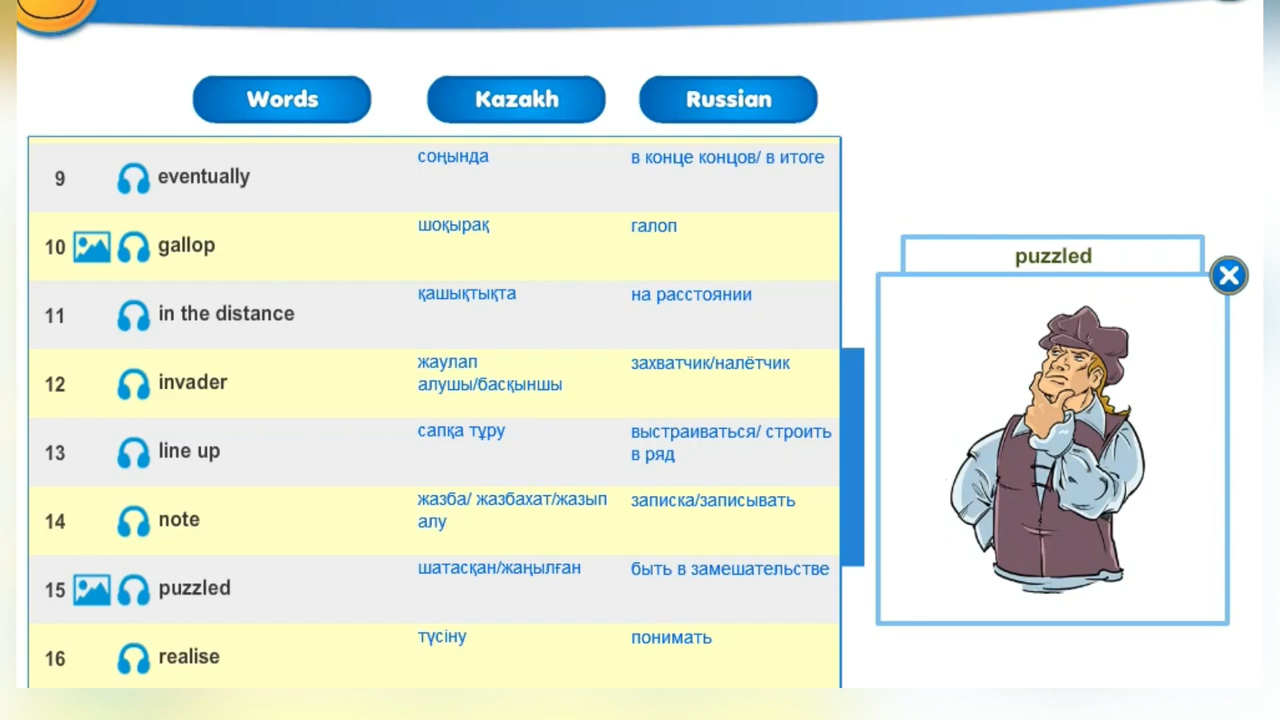 Words Kazakh Russian
9 eventually соңында в конце концов/ в итоге
10 gallop шоқырақ галоп
11 in the distance қашықтықта на расстоянии
12 invader жаулап захватчик/налётчик
алушы/басқыншы
13 line up сапқа тұру выстраиваться/ строить
в ряд
14 note жазба/ жазбахат/жазып записка/записывать
алу
15 puzzled шатасқан/жаңылған быть в замешательстве
16 realise түсіну понимать
puzzled